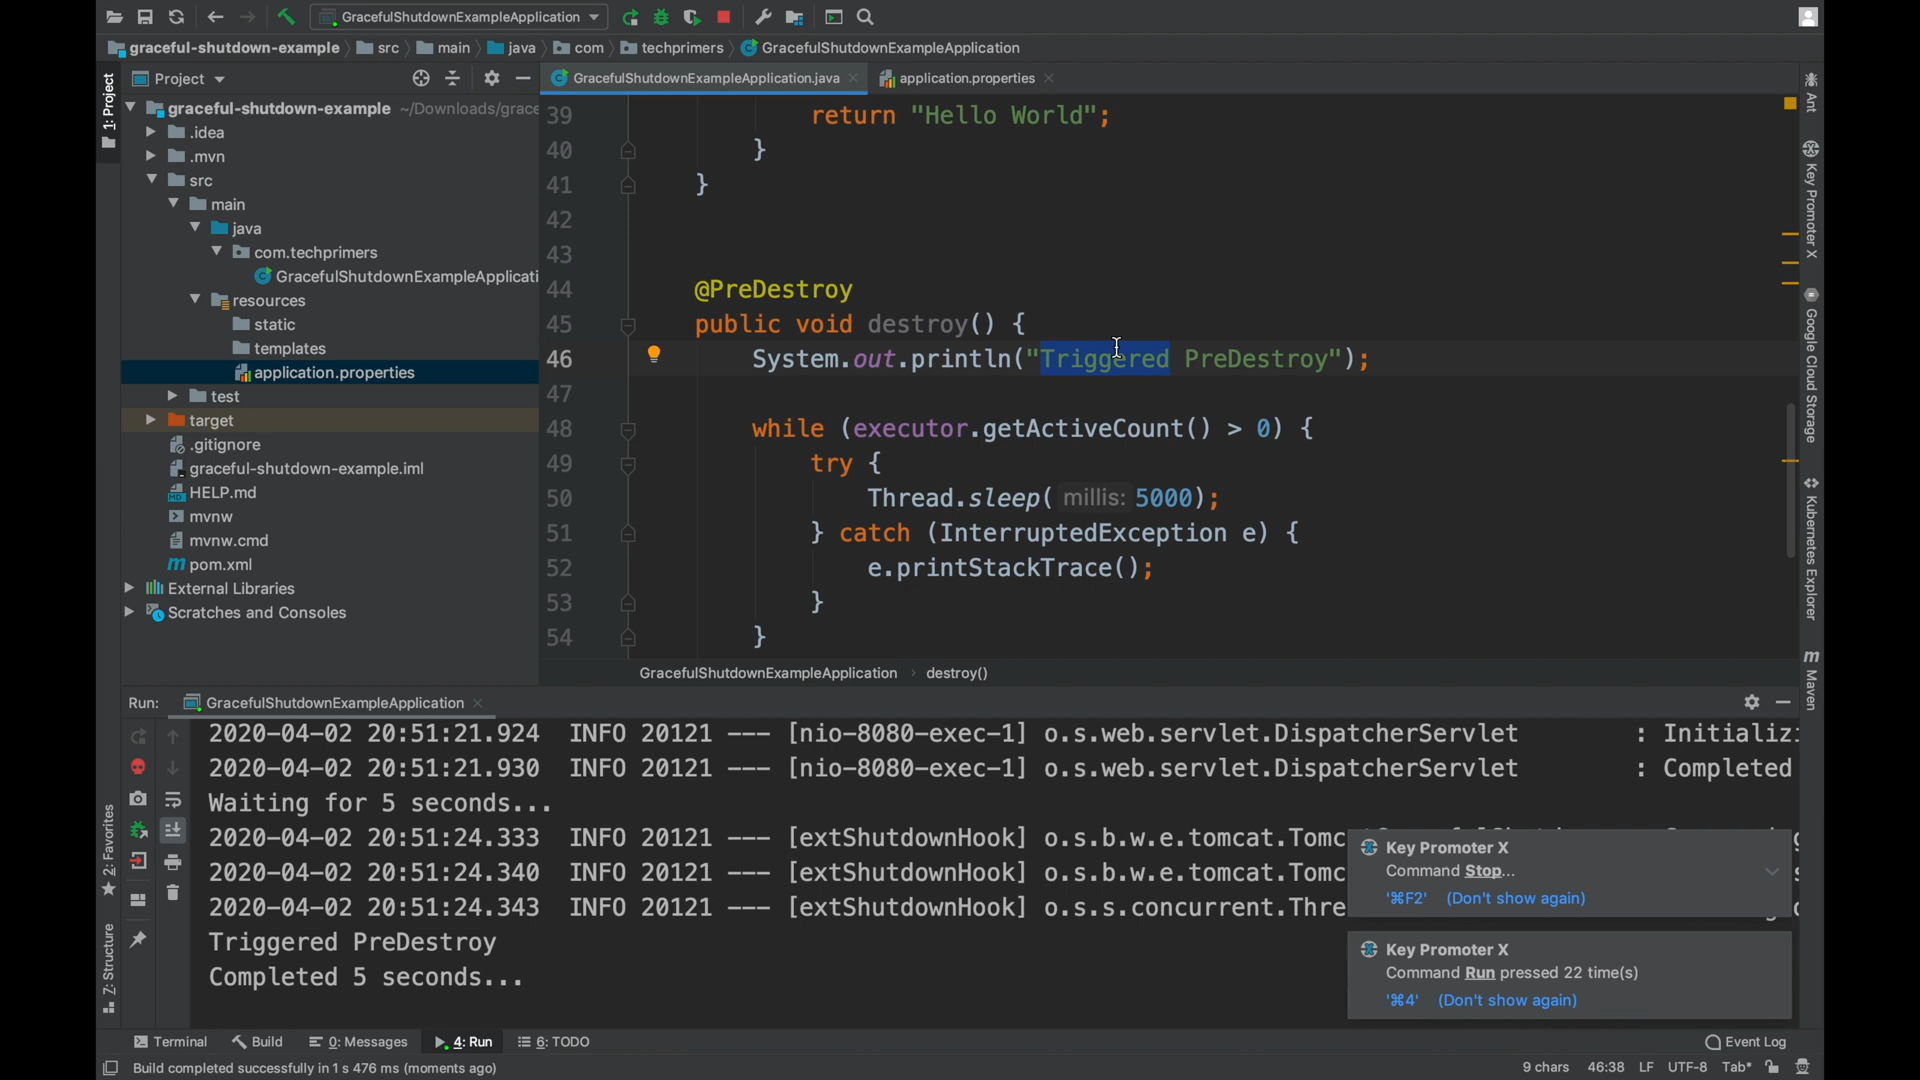 GracefulShutdownExampleApplication
graceful-shutdown-example src main java com techprimers GracefulShutdownExampleApplication
Project
GracefulShutdownExampleApplication.java
application.properties
1: Project
graceful-shutdown-example ~/Downloads/grace
.idea
.mvn
src
main
java
com.techprimers
GracefulShutdownExampleApplicati
resources
static
templates
application.properties
test
target
.gitignore
graceful-shutdown-example.iml
HELP.md
mvnw
mvnw.cmd
pom.xml
External Libraries
Scratches and Consoles
39 return "Hello World";
40 }
41 }
42
43
44 @PreDestroy
45 public void destroy() {
46 System.out.println("Triggered PreDestroy");
47
48 while (executor.getActiveCount() > 0) {
49 try {
50 Thread.sleep( millis: 5000);
51 } catch (InterruptedException e) {
52 e.printStackTrace();
53 }
54 }
GracefulShutdownExampleApplication › destroy()
Ant
Key Promoter X
Google Cloud Storage
Kubernetes Explorer
Maven
Run: GracefulShutdownExampleApplication
2020-04-02 20:51:21.924 INFO 20121 --- [nio-8080-exec-1] o.s.web.servlet.DispatcherServlet : Initializi
2020-04-02 20:51:21.930 INFO 20121 --- [nio-8080-exec-1] o.s.web.servlet.DispatcherServlet : Completed
Waiting for 5 seconds...
2020-04-02 20:51:24.333 INFO 20121 --- [extShutdownHook] o.s.b.w.e.tomcat.Tomc
2020-04-02 20:51:24.340 INFO 20121 --- [extShutdownHook] o.s.b.w.e.tomcat.Tomc
2020-04-02 20:51:24.343 INFO 20121 --- [extShutdownHook] o.s.s.concurrent.Thre
Triggered PreDestroy
Completed 5 seconds...
Key Promoter X
Command Stop...
'⌘F2' (Don't show again)
Key Promoter X
Command Run pressed 22 time(s)
'⌘4' (Don't show again)
2: Favorites
Z: Structure
Terminal Build 0: Messages 4: Run 6: TODO Event Log
Build completed successfully in 1 s 476 ms (moments ago) 9 chars 46:38 LF UTF-8 Tab*